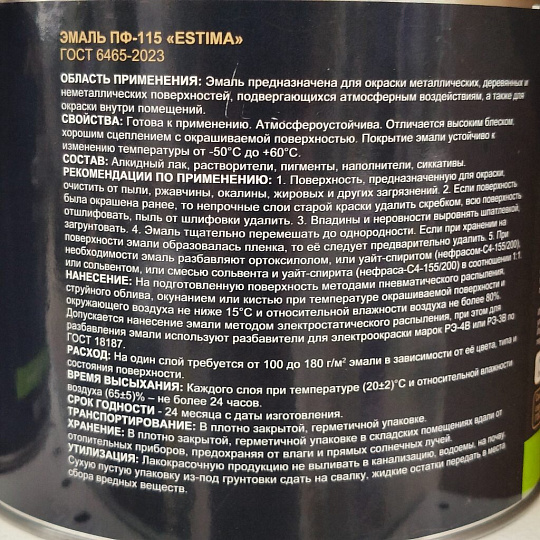 ЭМАЛЬ ПФ-115 «ESTIMA»
ГОСТ 6465-2023
ОБЛАСТЬ ПРИМЕНЕНИЯ: Эмаль предназначена для окраски металлических, деревянных и
неметаллических поверхностей, подвергающихся атмосферным воздействиям, а также для
окраски внутри помещений.
СВОЙСТВА: Готова к применению. Атмосфероустойчива. Отличается высоким блеском,
хорошим сцеплением с окрашиваемой поверхностью. Покрытие эмали устойчиво к
изменению температуры от -50°С до +60°С.
СОСТАВ: Алкидный лак, растворители, пигменты, наполнители, сиккативы.
РЕКОМЕНДАЦИИ ПО ПРИМЕНЕНИЮ: 1. Поверхность, предназначенную для окраски,
очистить от пыли, ржавчины, окалины, жировых и других загрязнений. 2. Если поверхность
была окрашена ранее, то непрочные слои старой краски удалить скребком, всю поверхность
отшлифовать, пыль от шлифовки удалить. 3. Впадины и неровности выровнять шпатлевкой,
загрунтовать. 4. Эмаль тщательно перемешать до однородности. Если при хранении на
поверхности эмали образовалась пленка, то её следует предварительно удалить. 5. При
необходимости эмаль разбавляют ортоксилолом, или уайт-спиритом (нефрасом-С4-155/200),
или сольвентом, или смесью сольвента и уайт-спирита (нефраса-С4-155/200) в соотношении 1:1.
НАНЕСЕНИЕ: На подготовленную поверхность методами пневматического распыления,
струйного облива, окунанием или кистью при температуре окрашиваемой поверхности и
окружающего воздуха не ниже 15°С и относительной влажности воздуха не более 80%.
Допускается нанесение эмали методом электростатического распыления, при этом для
разбавления эмали используют разбавители для электроокраски марок РЭ-4В или РЭ-3В по
ГОСТ 18187.
РАСХОД: На один слой требуется от 100 до 180 г/м² эмали в зависимости от её цвета, типа и
состояния поверхности.
ВРЕМЯ ВЫСЫХАНИЯ: Каждого слоя при температуре (20±2)°С и относительной влажности
воздуха (65±5)% – не более 24 часов.
СРОК ГОДНОСТИ - 24 месяца с даты изготовления.
ТРАНСПОРТИРОВАНИЕ: В плотно закрытой, герметичной упаковке.
ХРАНЕНИЕ: В плотно закрытой, герметичной упаковке в складских помещениях вдали от
отопительных приборов, предохраняя от влаги и прямых солнечных лучей.
УТИЛИЗАЦИЯ: Лакокрасочную продукцию не выливать в канализацию, водоемы, на почву.
Сухую пустую упаковку из-под грунтовки сдать на свалку, жидкие остатки передать в места
сбора вредных веществ.